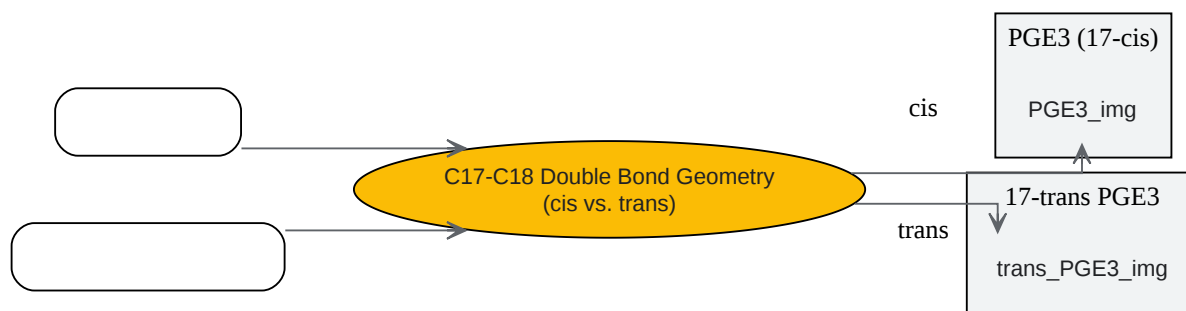 PGE3 (17-cis)
cis
PGE3_img
C17-C18 Double Bond Geometry
(cis vs. trans)
17-trans PGE3
trans
trans_PGE3_img